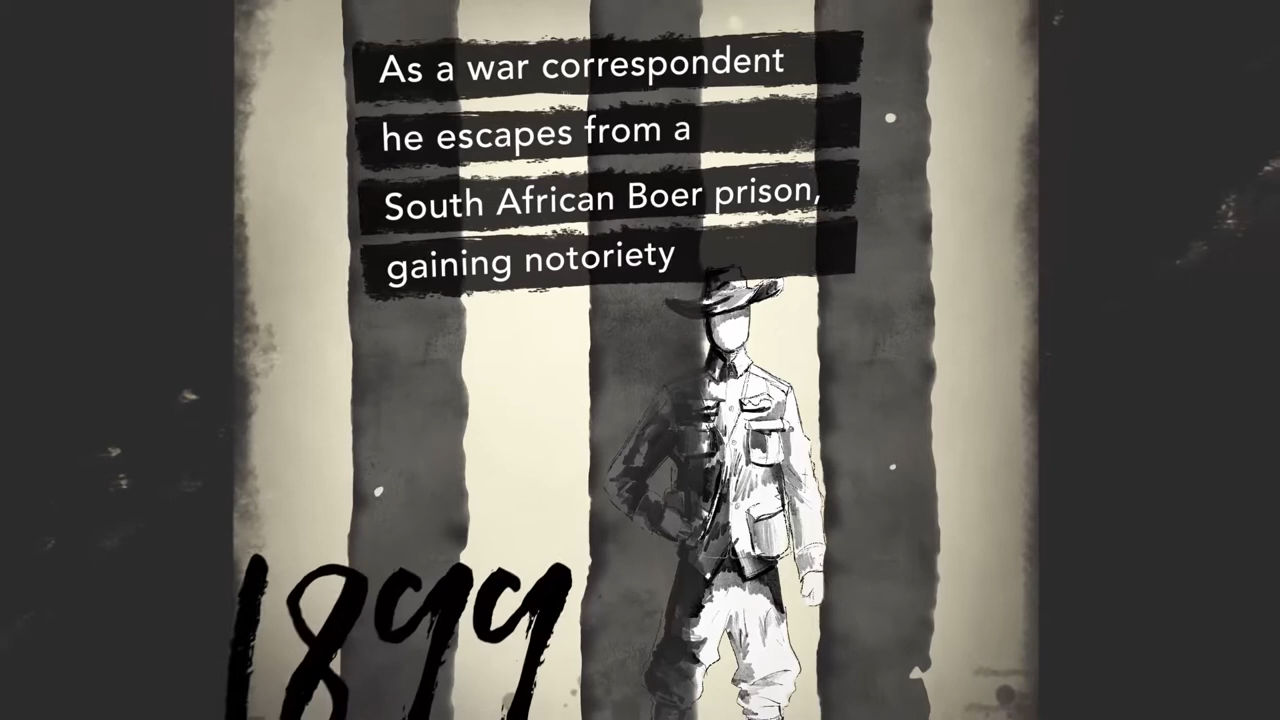 As a war correspondent
he escapes from a
South African Boer prison,
gaining notoriety
1899